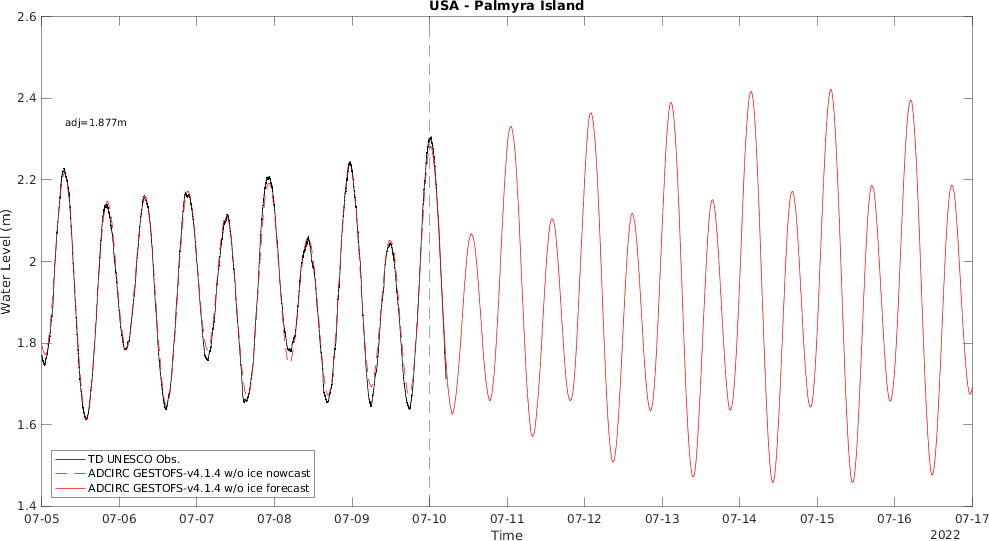 USA - Palmyra Island
2.6
2.4
2.2
2
1.8
1.6
1.4
Water Level (m)
adj=1.877m
TD UNESCO Obs.
ADCIRC GESTOFS-v4.1.4 w/o ice nowcast
ADCIRC GESTOFS-v4.1.4 w/o ice forecast
07-05 07-06 07-07 07-08 07-09 07-10 07-11 07-12 07-13 07-14 07-15 07-16 07-17
Time
2022